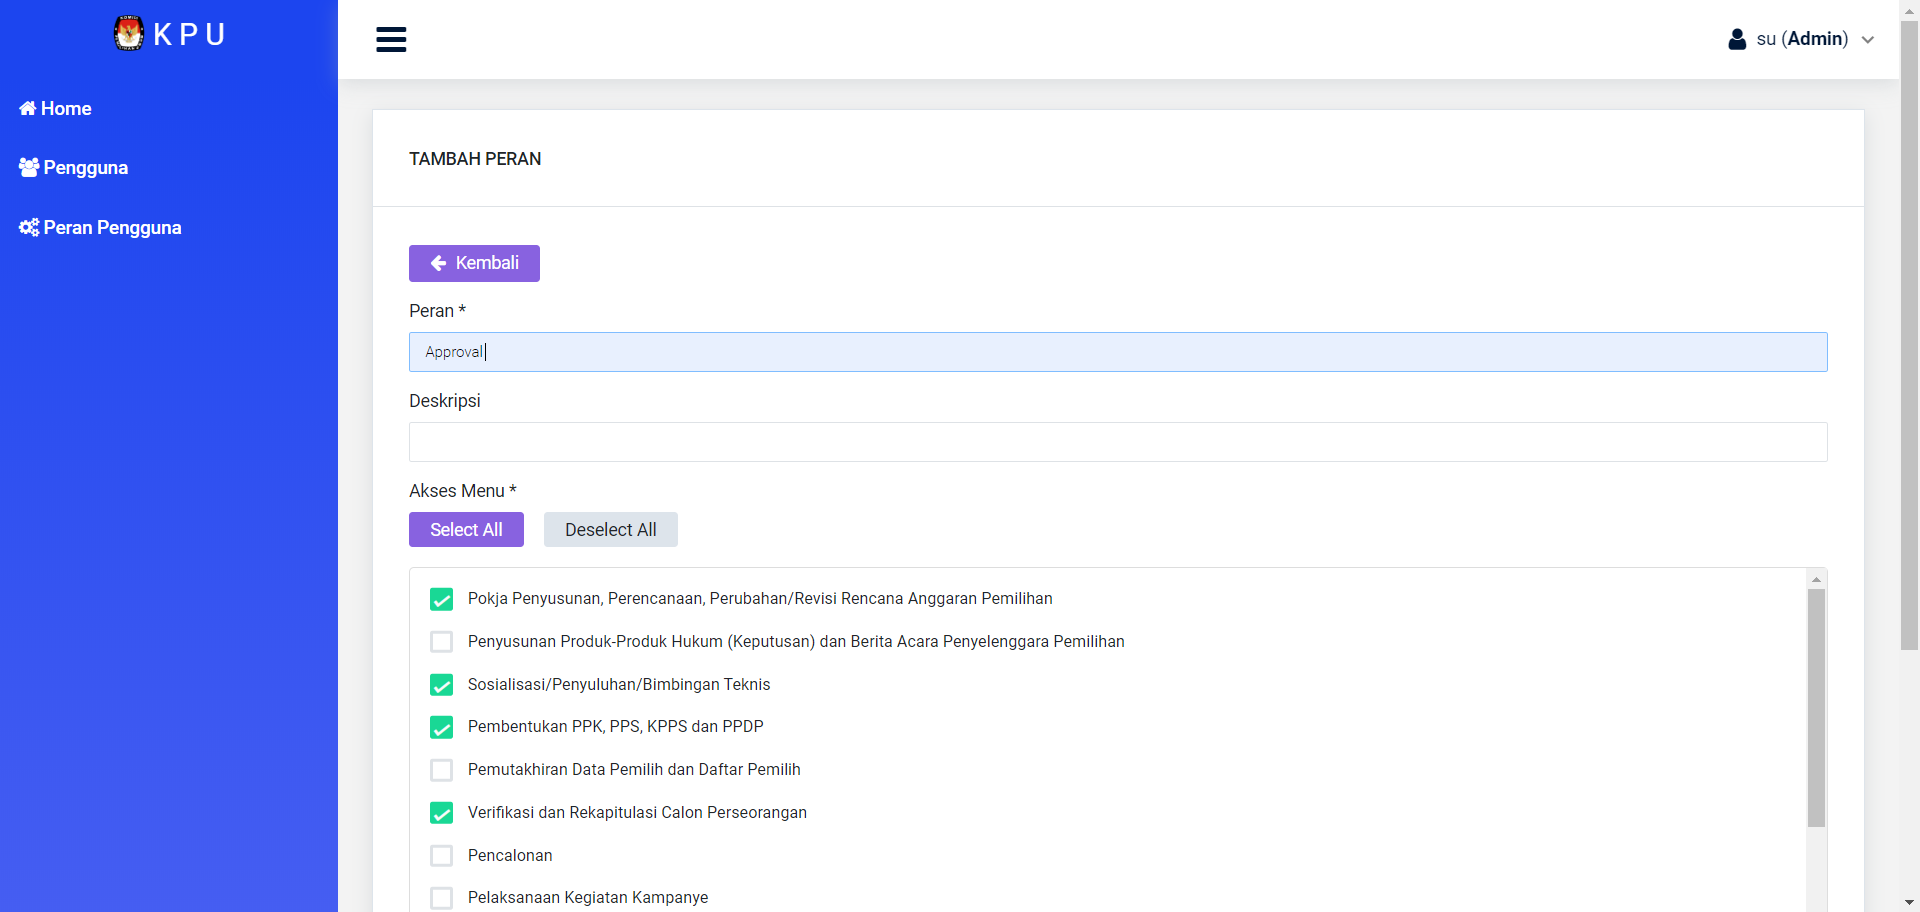 KPU
su (Admin)
Home
Pengguna
Peran Pengguna
TAMBAH PERAN
Kembali
Peran *
Approval
Deskripsi
Akses Menu *
Select All
Deselect All
Pokja Penyusunan, Perencanaan, Perubahan/Revisi Rencana Anggaran Pemilihan
Penyusunan Produk-Produk Hukum (Keputusan) dan Berita Acara Penyelenggara Pemilihan
Sosialisasi/Penyuluhan/Bimbingan Teknis
Pembentukan PPK, PPS, KPPS dan PPDP
Pemutakhiran Data Pemilih dan Daftar Pemilih
Verifikasi dan Rekapitulasi Calon Perseorangan
Pencalonan
Pelaksanaan Kegiatan Kampanye